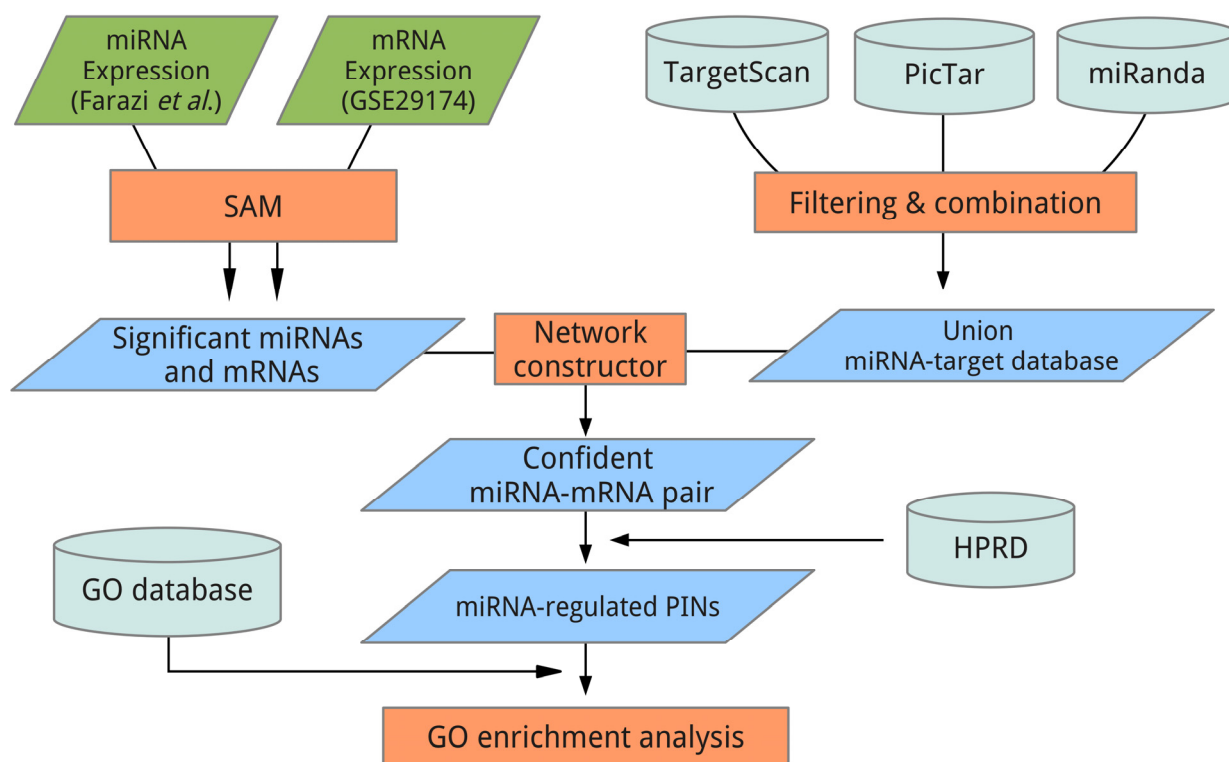 miRNA
Expression
(Farazi et al.)
mRNA
Expression
(GSE29174)
TargetScan
PicTar
miRanda
SAM
Filtering & combination
Significant miRNAs
and mRNAs
Network
constructor
Union
miRNA-target database
Confident
miRNA-mRNA pair
HPRD
GO database
miRNA-regulated PINs
GO enrichment analysis